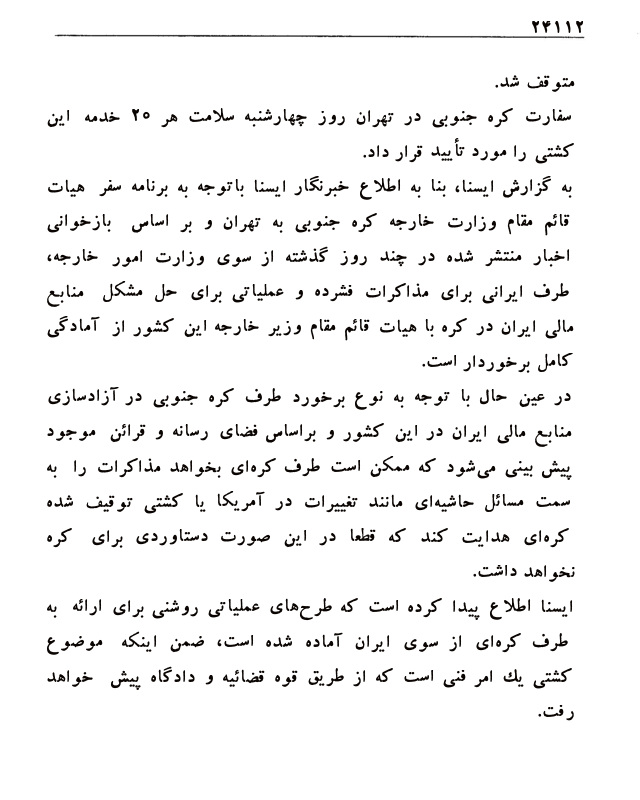 ۲۴۱۱۲
متوقف شد.
سفارت کره جنوبی در تهران روز چهارشنبه سلامت هر ۲۰ خدمه این
کشتی را مورد تأیید قرار داد.
به گزارش ایسنا، بنا به اطلاع خبرنگار ایسنا باتوجه به برنامه سفر هیات
قائم مقام وزارت خارجه کره جنوبی به تهران و بر اساس بازخوانی
اخبار منتشر شده در چند روز گذشته از سوی وزارت امور خارجه،
طرف ایرانی برای مذاکرات فشرده و عملیاتی برای حل مشکل منابع
مالی ایران در کره با هیات قائم مقام وزیر خارجه این کشور از آمادگی
کامل برخوردار است.
در عین حال با توجه به نوع برخورد طرف کره جنوبی در آزادسازی
منابع مالی ایران در این کشور و براساس فضای رسانه و قرائن موجود
پیش بینی می‌شود که ممکن است طرف کره‌ای بخواهد مذاکرات را به
سمت مسائل حاشیه‌ای مانند تغییرات در آمریکا یا کشتی توقیف شده
کره‌ای هدایت کند که قطعا در این صورت دستاوردی برای کره
نخواهد داشت.
ایسنا اطلاع پیدا کرده است که طرح‌های عملیاتی روشنی برای ارائه به
طرف کره‌ای از سوی ایران آماده شده است، ضمن اینکه موضوع
کشتی یك امر فنی است که از طریق قوه قضائیه و دادگاه پیش خواهد
رفت.